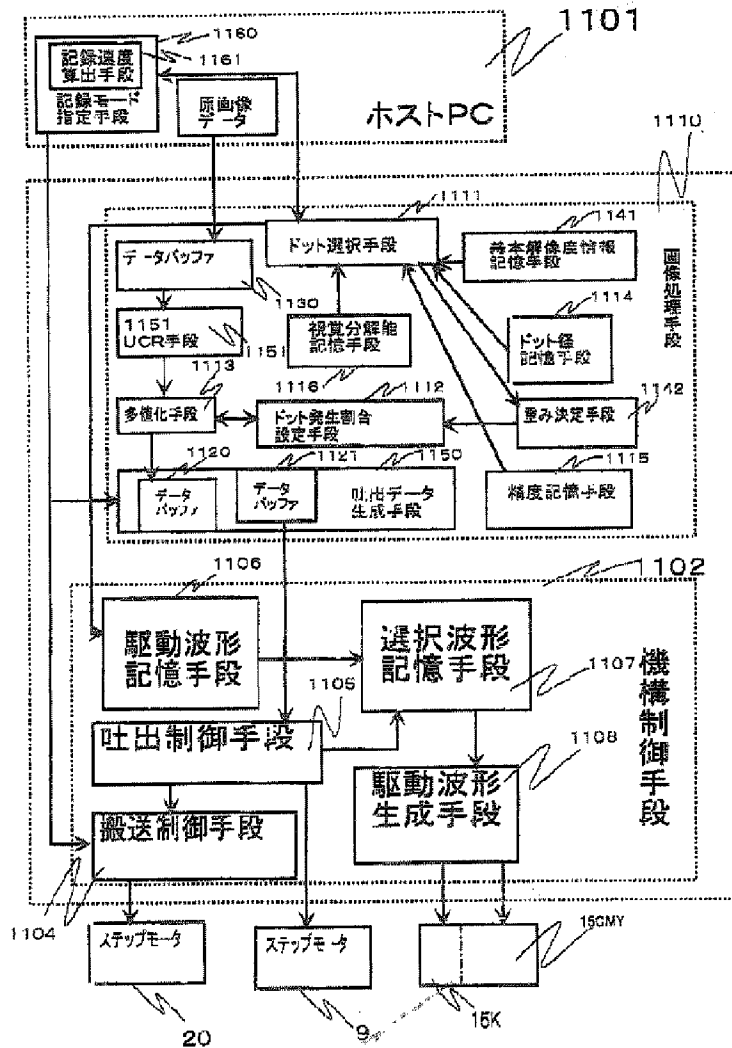 1160
1101
記録速度
1161
算出手段
記録モード
指定手段
原画像
データ
ホストPC
1110
1111
ドット選択手段
1141
基本解像度情報
記憶手段
画像処理手段
データバッファ
1130
1151
UCR手段
1151
視覚分解能
記憶手段
1114
ドット径
記憶手段
1113
1116
1112
1142
多値化手段
ドット発生割合
設定手段
重み決定手段
1120
1121
1150
1115
データ
バッファ
データ
バッファ
吐出データ
生成手段
精度記憶手段
1106
1102
駆動波形
記憶手段
選択波形
記憶手段
1107
機構制御手段
1105
吐出制御手段
1108
駆動波形
生成手段
搬送制御手段
1104
ステップモータ
ステップモータ
15CMY
20
9
15K